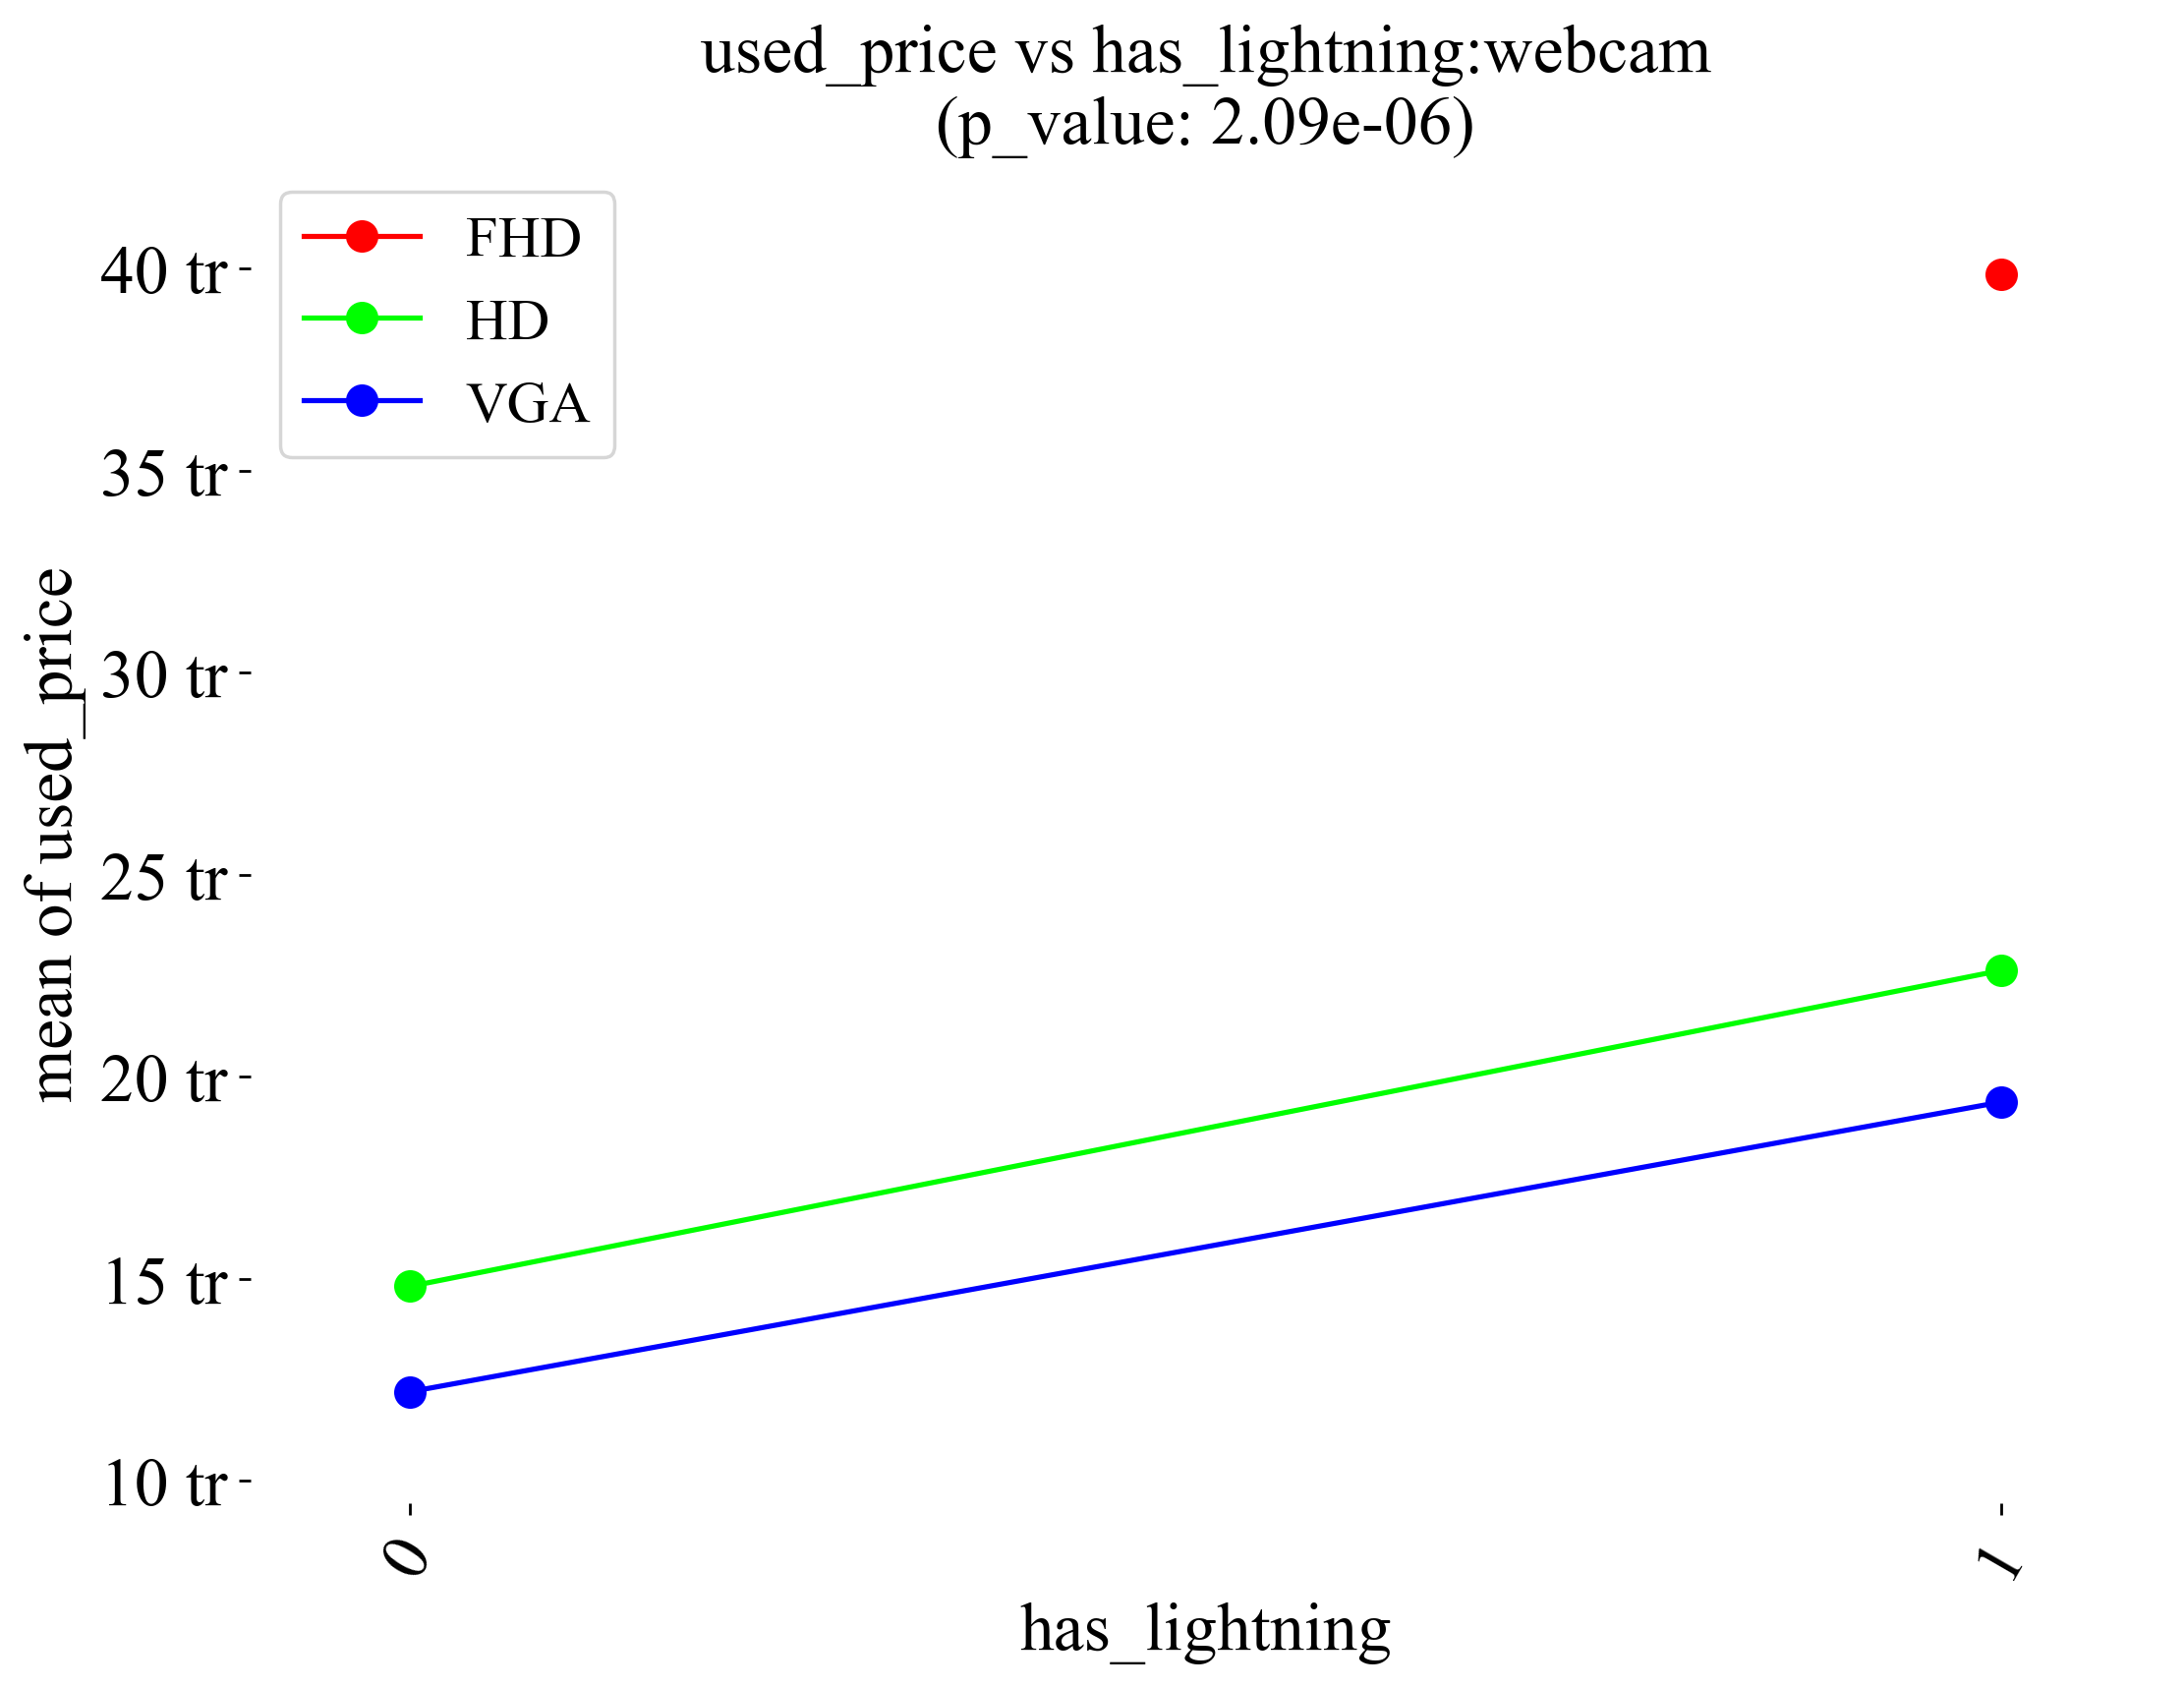 used_price vs has_lightning:webcam
(p_value: 2.09e-06)
FHD
HD
VGA
40 tr
35 tr
30 tr
25 tr
20 tr
15 tr
10 tr
mean of used_price
0
1
has_lightning